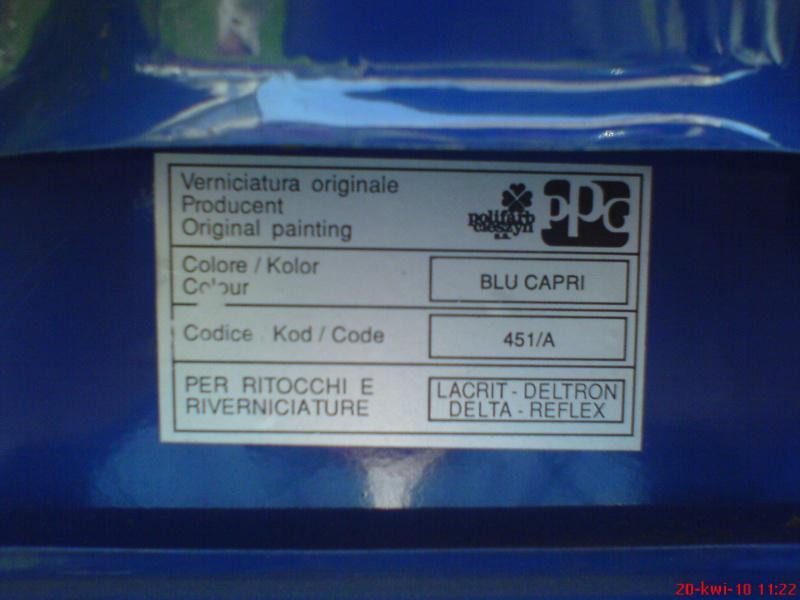 Verniciatura originale
Producent
Original painting
polifarb
cieszyn
s.a.
PPG
Colore / Kolor
Colour
BLU CAPRI
Codice Kod / Code
451/A
PER RITOCCHI E
RIVERNICIATURE
LACRIT - DELTRON
DELTA - REFLEX
20-kwi-10 11:22